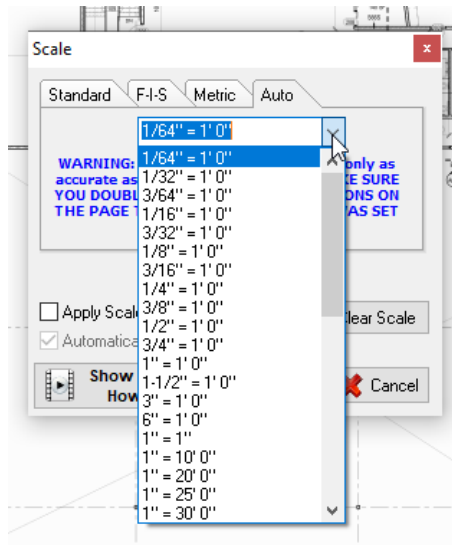 Scale
x
Standard F-I-S Metric Auto
1/64" = 1' 0"
WARNING: only as
accurate as KE SURE
YOU DOUBL ONS ON
THE PAGE T AS SET
1/64" = 1' 0"
1/32" = 1' 0"
3/64" = 1' 0"
1/16" = 1' 0"
3/32" = 1' 0"
1/8" = 1' 0"
3/16" = 1' 0"
1/4" = 1' 0"
3/8" = 1' 0"
1/2" = 1' 0"
3/4" = 1' 0"
1" = 1' 0"
1-1/2" = 1' 0"
3" = 1' 0"
6" = 1' 0"
1" = 1"
1" = 10' 0"
1" = 20' 0"
1" = 25' 0"
1" = 30' 0"
Apply Scal Clear Scale
Automatica
Show
How
Cancel